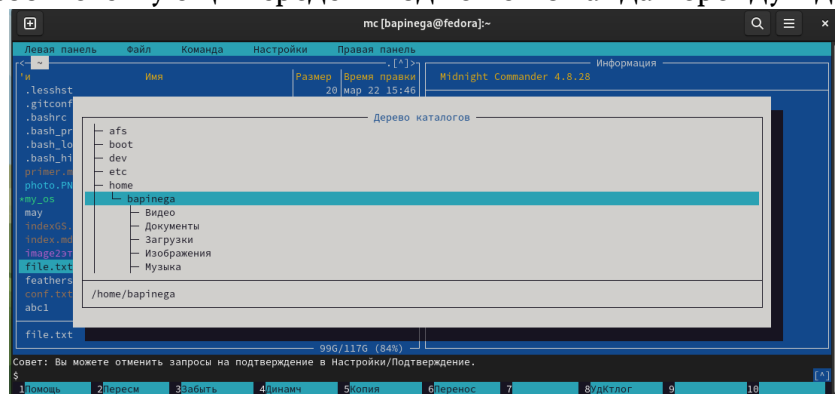 mc [bapinega@fedora]:~
Левая панель Файл Команда Настройки Правая панель
<- ~ .[^]> Информация
'и Имя Размер Время правки Midnight Commander 4.8.28
.lesshst 20 мар 22 15:46
.gitconf
.bashrc Дерево каталогов
.bash_pr afs
.bash_lo boot
.bash_hi dev
primer.m etc
photo.PN home
*my_os bapinega
may Видео
indexGS. Документы
index.md Загрузки
image2эт Изображения
file.txt Музыка
feathers
conf.txt /home/bapinega
abc1
file.txt
99G/117G (84%)
Совет: Вы можете отменить запросы на подтверждение в Настройки/Подтверждение.
$ [^]
1Помощь 2Пересм 3Забыть 4Динамч 5Копия 6Перенос 7 8УдКтлог 9 10